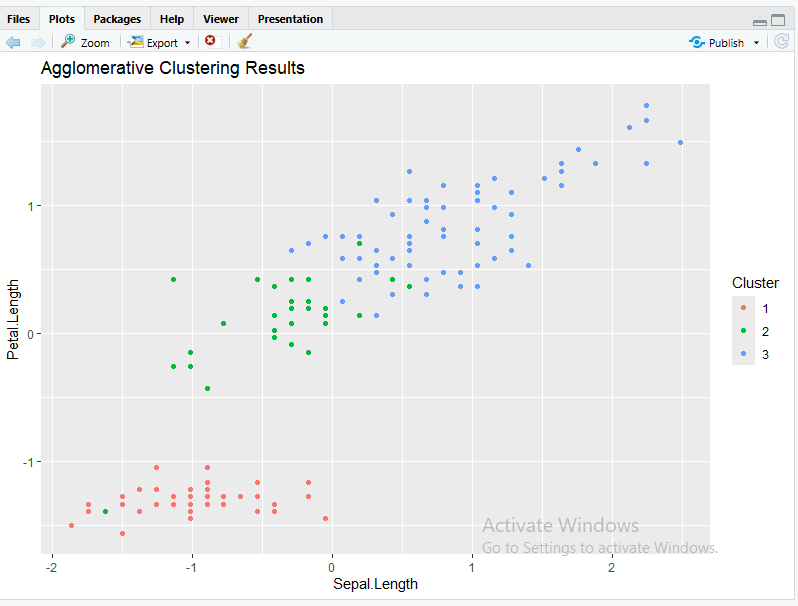 Files Plots Packages Help Viewer Presentation
Zoom Export Publish
Agglomerative Clustering Results
Petal.Length
1
0
-1
-2 -1 0 1 2
Sepal.Length
Cluster
1
2
3
Activate Windows
Go to Settings to activate Windows.